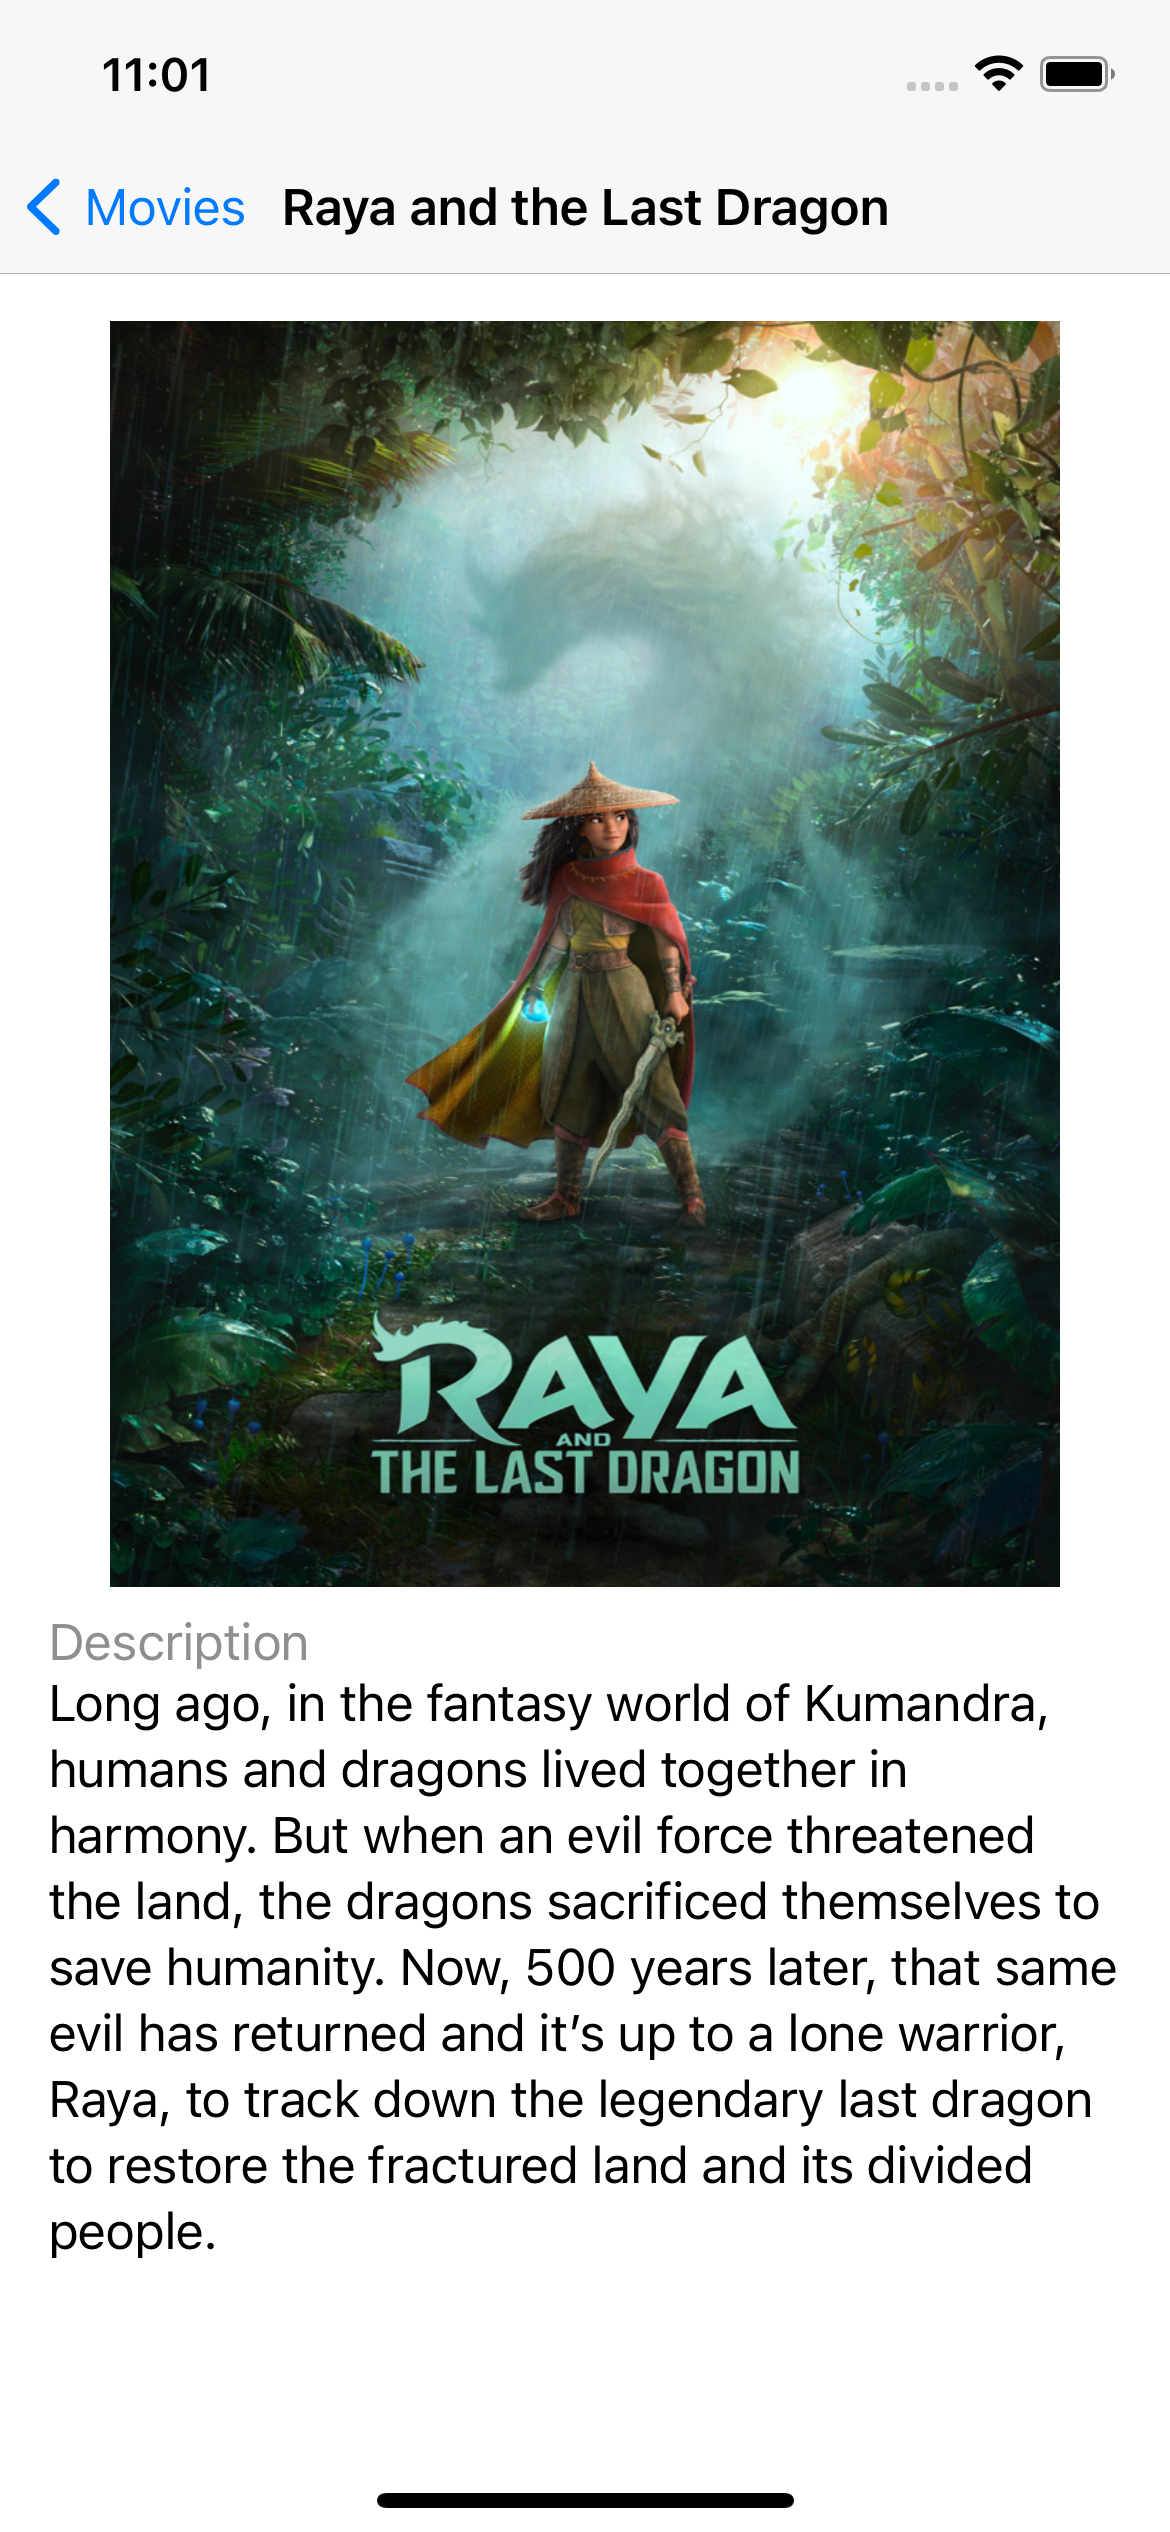 11:01
Movies
Raya and the Last Dragon
RAYA
AND
THE LAST DRAGON
Description
Long ago, in the fantasy world of Kumandra,
humans and dragons lived together in
harmony. But when an evil force threatened
the land, the dragons sacrificed themselves to
save humanity. Now, 500 years later, that same
evil has returned and it’s up to a lone warrior,
Raya, to track down the legendary last dragon
to restore the fractured land and its divided
people.